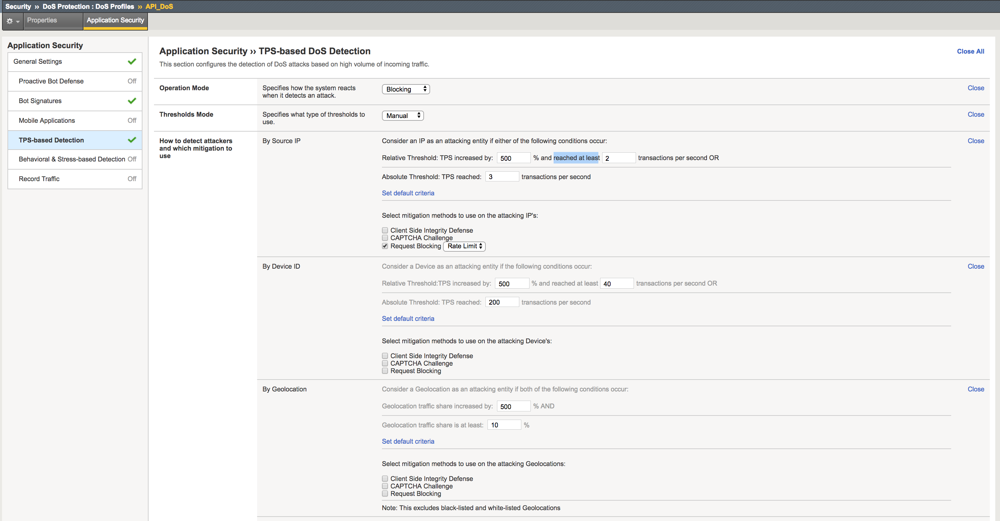 Security ›› DoS Protection : DoS Profiles ›› API_DoS
Properties
Application Security
Application Security
General Settings
Proactive Bot Defense Off
Bot Signatures
Mobile Applications Off
TPS-based Detection
Behavioral & Stress-based Detection Off
Record Traffic Off
Application Security ›› TPS-based DoS Detection
Close All
This section configures the detection of DoS attacks based on high volume of incoming traffic.
Operation Mode
Specifies how the system reacts
when it detects an attack.
Blocking
Close
Thresholds Mode
Specifies what type of thresholds to
use.
Manual
Close
How to detect attackers
and which mitigation to
use
By Source IP
Consider an IP as an attacking entity if either of the following conditions occur:
Close
Relative Threshold: TPS increased by: 500 % and reached at least 2 transactions per second OR
Absolute Threshold: TPS reached: 3 transactions per second
Set default criteria
Select mitigation methods to use on the attacking IP's:
Client Side Integrity Defense
CAPTCHA Challenge
Request Blocking Rate Limit
By Device ID
Consider a Device as an attacking entity if the following conditions occur:
Close
Relative Threshold:TPS increased by: 500 % and reached at least 40 transactions per second OR
Absolute Threshold: TPS reached: 200 transactions per second
Set default criteria
Select mitigation methods to use on the attacking Device's:
Client Side Integrity Defense
CAPTCHA Challenge
Request Blocking
By Geolocation
Consider a Geolocation as an attacking entity if both of the following conditions occur:
Close
Geolocation traffic share increased by: 500 % AND
Geolocation traffic share is at least: 10 %
Set default criteria
Select mitigation methods to use on the attacking Geolocations:
Client Side Integrity Defense
CAPTCHA Challenge
Request Blocking
Note: This excludes black-listed and white-listed Geolocations